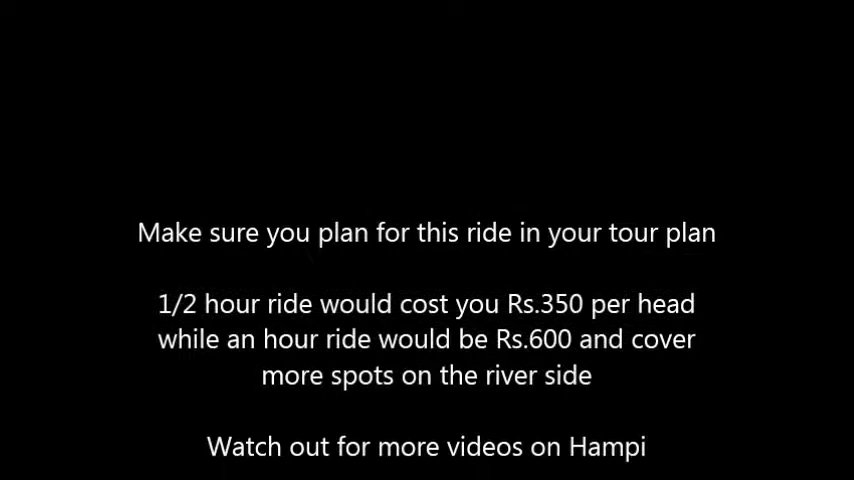 Make sure you plan for this ride in your tour plan
1/2 hour ride would cost you Rs.350 per head
while an hour ride would be Rs.600 and cover
more spots on the river side
Watch out for more videos on Hampi